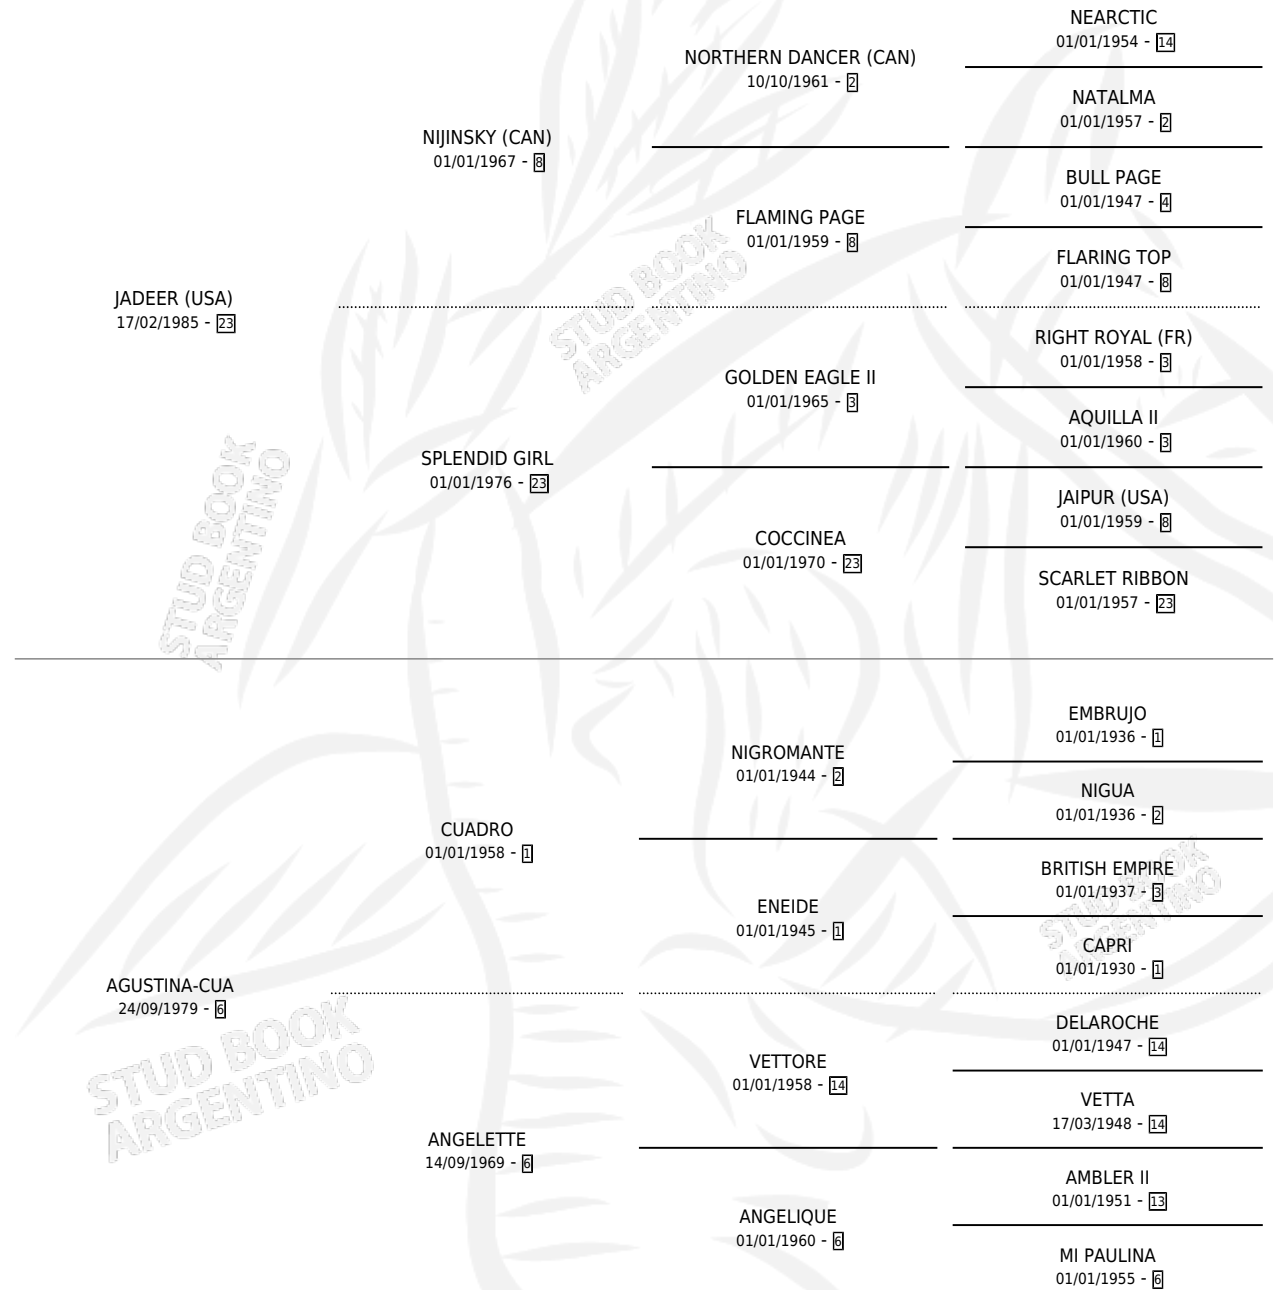 NEARCTIC
01/01/1954 - 14
NORTHERN DANCER (CAN)
10/10/1961 - 2
NATALMA
01/01/1957 - 2
NIJINSKY (CAN)
01/01/1967 - 8
BULL PAGE
01/01/1947 - 4
FLAMING PAGE
01/01/1959 - 8
FLARING TOP
01/01/1947 - 8
JADEER (USA)
17/02/1985 - 23
RIGHT ROYAL (FR)
01/01/1958 - 3
GOLDEN EAGLE II
01/01/1965 - 3
AQUILLA II
01/01/1960 - 3
SPLENDID GIRL
01/01/1976 - 23
JAIPUR (USA)
01/01/1959 - 8
COCCINEA
01/01/1970 - 23
SCARLET RIBBON
01/01/1957 - 23
STUD BOOK
ARGENTINO
STUD BOOK
ARGENTINO
EMBRUJO
01/01/1936 - 1
NIGROMANTE
01/01/1944 - 2
NIGUA
01/01/1936 - 2
CUADRO
01/01/1958 - 1
BRITISH EMPIRE
01/01/1937 - 3
ENEIDE
01/01/1945 - 1
CAPRI
01/01/1930 - 1
AGUSTINA-CUA
24/09/1979 - 6
DELAROCHE
01/01/1947 - 14
VETTORE
01/01/1958 - 14
VETTA
17/03/1948 - 14
ANGELETTE
14/09/1969 - 6
AMBLER II
01/01/1951 - 13
ANGELIQUE
01/01/1960 - 6
MI PAULINA
01/01/1955 - 6
STUD BOOK
ARGENTINO
STUD BOOK
ARGENTINO